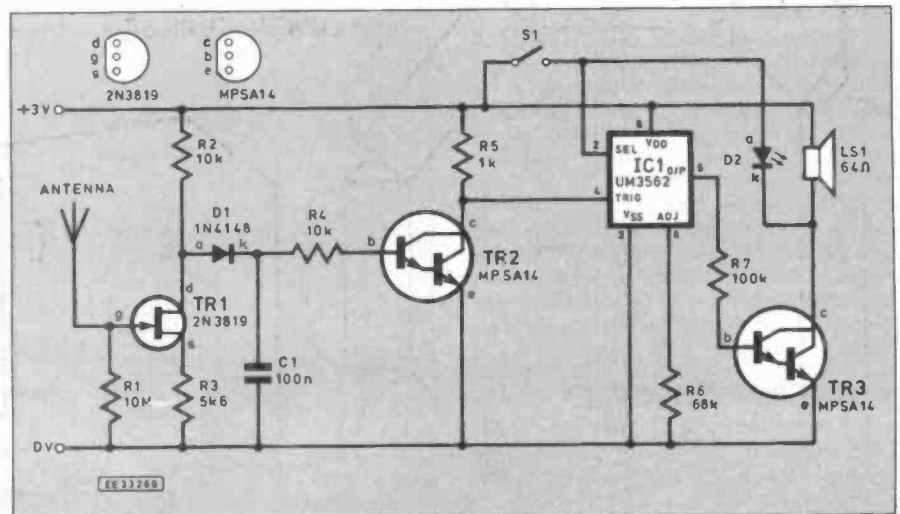 d
g
s
2N3819
c
b
e
MPSA14
S1
+3V
R2
10k
R5
1k
ANTENNA
D1
1N4148
a
k
R4
10k
b
c
TR2
MPSA14
e
2
SEL
8
VDD
IC1
UM3562
O/P
4
TRIG
VSS
ADJ
3
6
a
D2
k
LS1
64Ω
R7
100k
g
d
TR1
2N3819
s
R1
10M
R3
5k6
C1
100n
R6
68k
b
c
TR3
MPSA14
e
0V